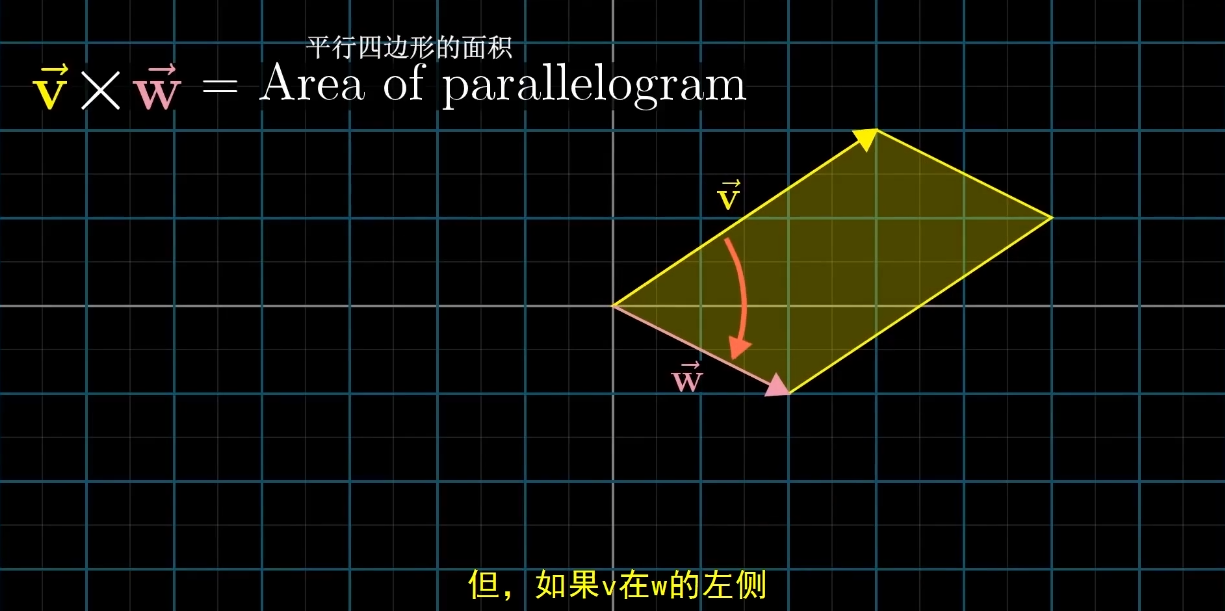 平行四边形的面积
v⃗ × w⃗ = Area of parallelogram
v⃗
w⃗
但，如果v在w的左侧